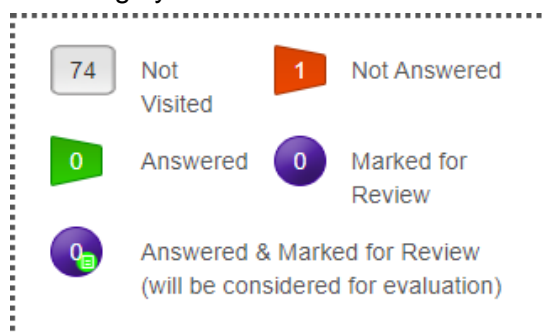 74 Not Visited
1 Not Answered
0 Answered
0 Marked for Review
0 Answered & Marked for Review
(will be considered for evaluation)